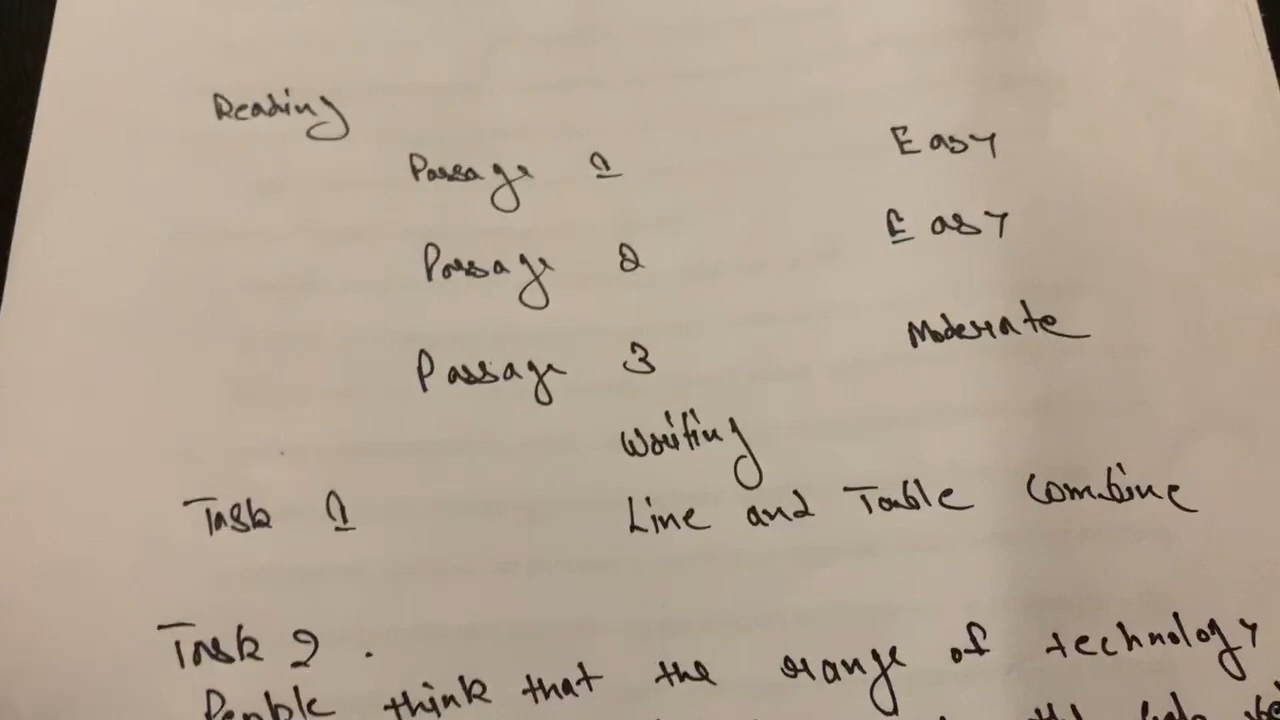 Reading
Passage 1 Easy
Passage 2 Easy
Passage 3 Moderate
Writing
Task 1 Line and Table Combine
Task 2.
People think that the range of technology